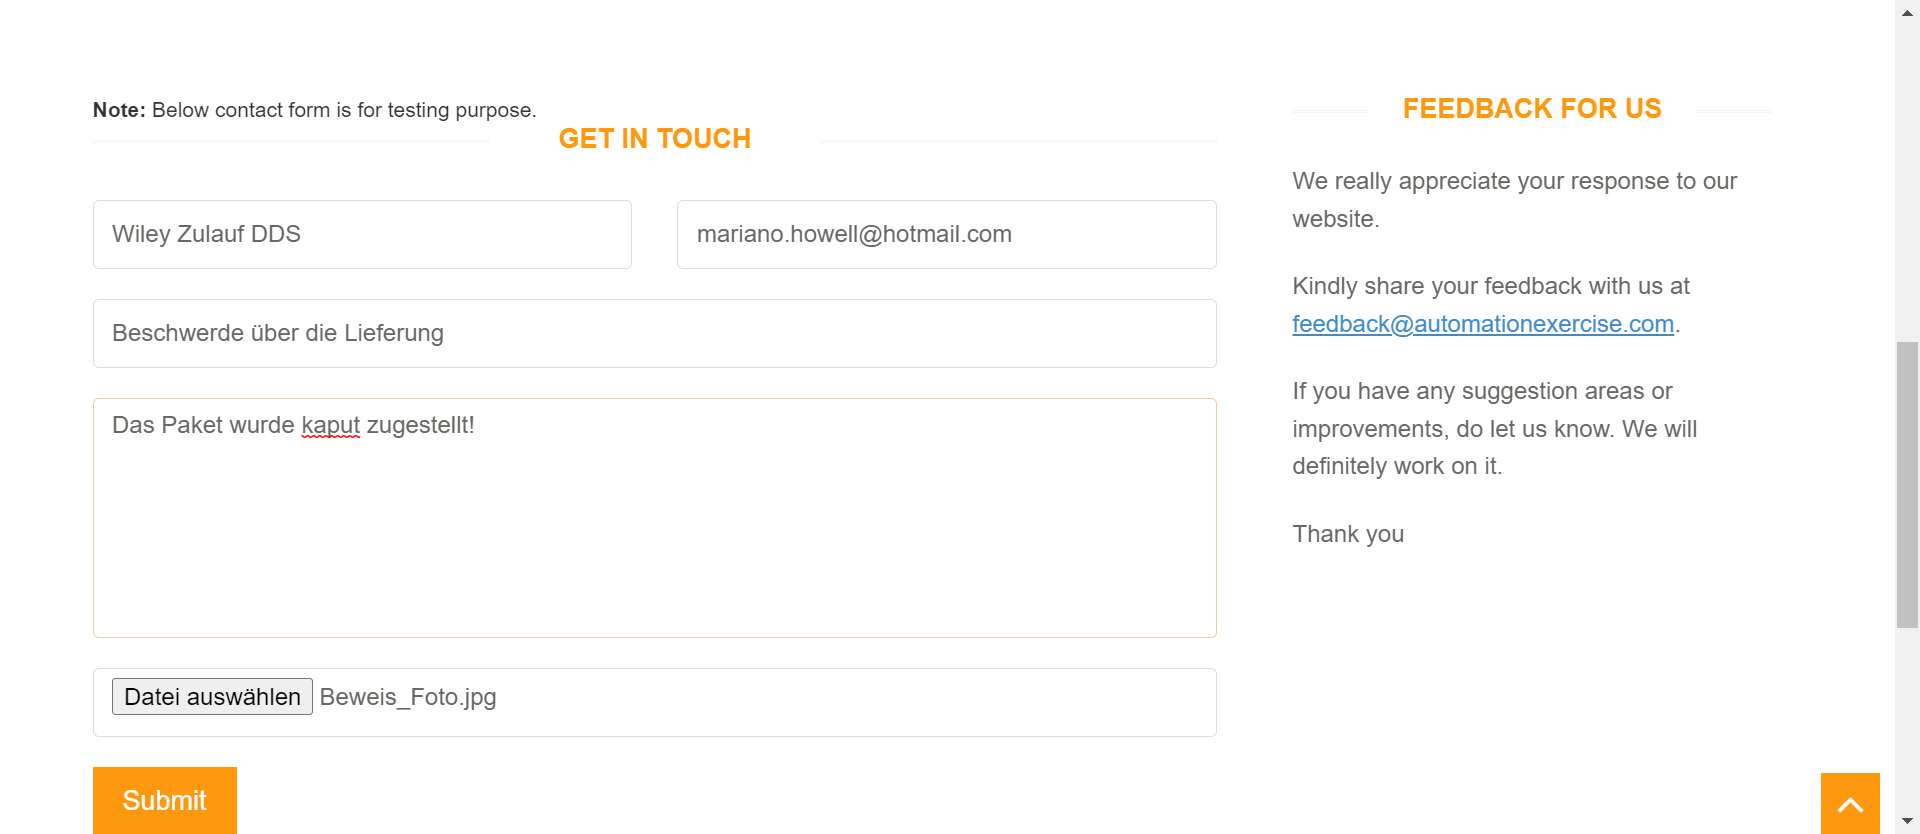 Note: Below contact form is for testing purpose.
GET IN TOUCH
Wiley Zulauf DDS
mariano.howell@hotmail.com
Beschwerde über die Lieferung
Das Paket wurde kaput zugestellt!
Datei auswählen Beweis_Foto.jpg
Submit
FEEDBACK FOR US
We really appreciate your response to our
website.
Kindly share your feedback with us at
feedback@automationexercise.com.
If you have any suggestion areas or
improvements, do let us know. We will
definitely work on it.
Thank you